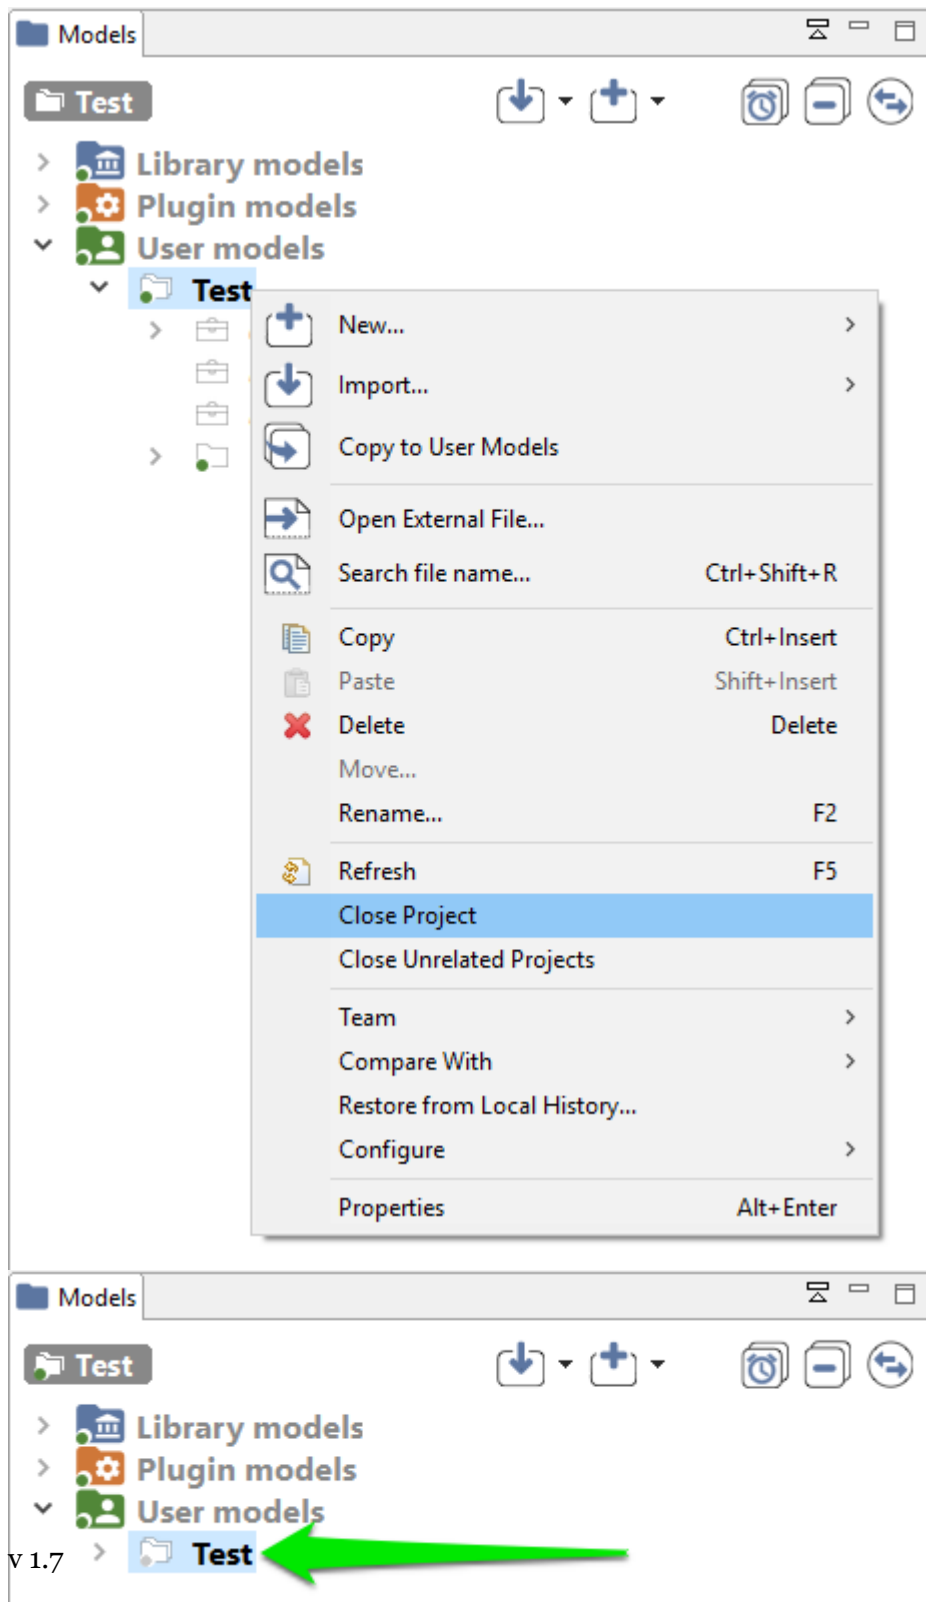 Models
Test
Library models
Plugin models
User models
Test
New...
Import...
Copy to User Models
Open External File...
Search file name... Ctrl+Shift+R
Copy Ctrl+Insert
Paste Shift+Insert
Delete Delete
Move...
Rename... F2
Refresh F5
Close Project
Close Unrelated Projects
Team
Compare With
Restore from Local History...
Configure
Properties Alt+Enter
Models
Test
Library models
Plugin models
User models
v 1.7 Test